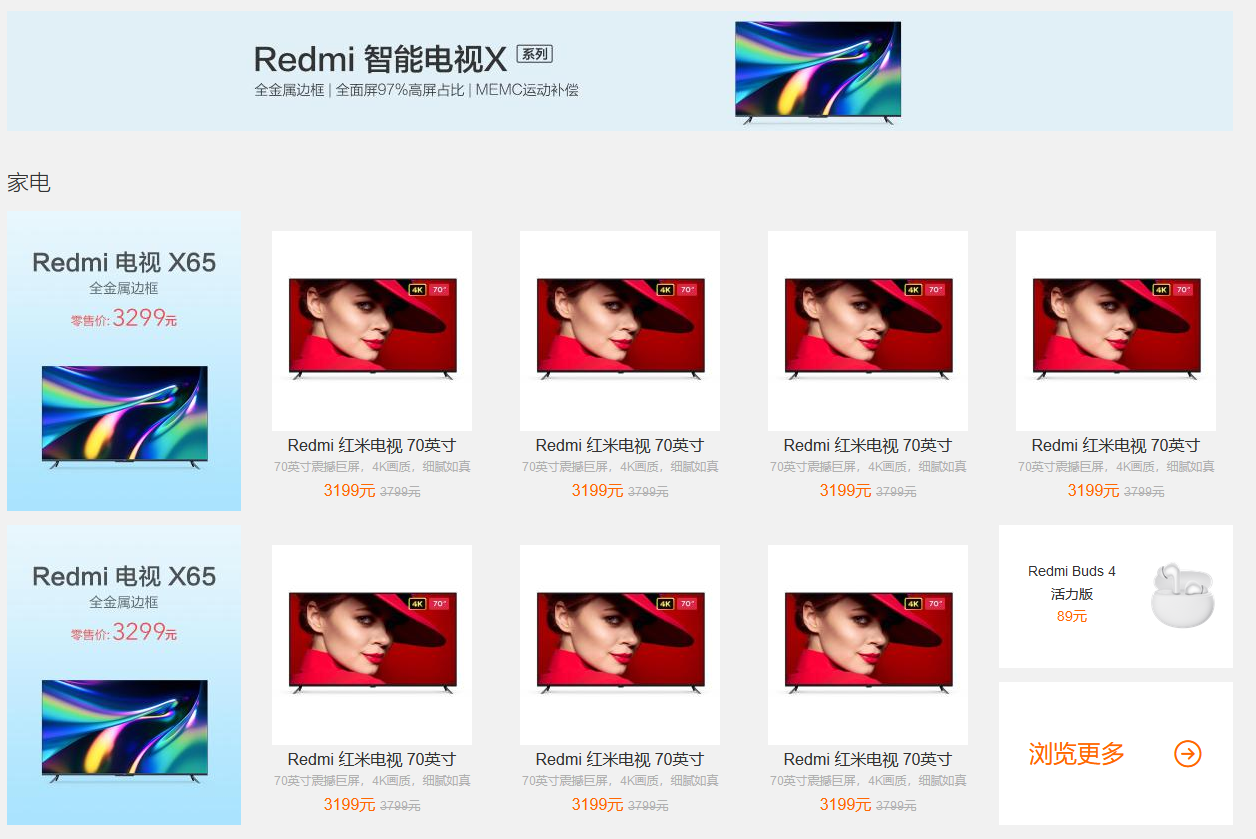 Redmi 智能电视X 系列
全金属边框 | 全面屏97%高屏占比 | MEMC运动补偿
家电
Redmi 电视 X65
全金属边框
零售价: 3299元
4K 70"
Redmi 红米电视 70英寸
70英寸震撼巨屏，4K画质，细腻如真
3199元 3799元
4K 70"
Redmi 红米电视 70英寸
70英寸震撼巨屏，4K画质，细腻如真
3199元 3799元
4K 70"
Redmi 红米电视 70英寸
70英寸震撼巨屏，4K画质，细腻如真
3199元 3799元
4K 70"
Redmi 红米电视 70英寸
70英寸震撼巨屏，4K画质，细腻如真
3199元 3799元
Redmi 电视 X65
全金属边框
零售价: 3299元
4K 70"
Redmi 红米电视 70英寸
70英寸震撼巨屏，4K画质，细腻如真
3199元 3799元
4K 70"
Redmi 红米电视 70英寸
70英寸震撼巨屏，4K画质，细腻如真
3199元 3799元
4K 70"
Redmi 红米电视 70英寸
70英寸震撼巨屏，4K画质，细腻如真
3199元 3799元
Redmi Buds 4
活力版
89元
浏览更多